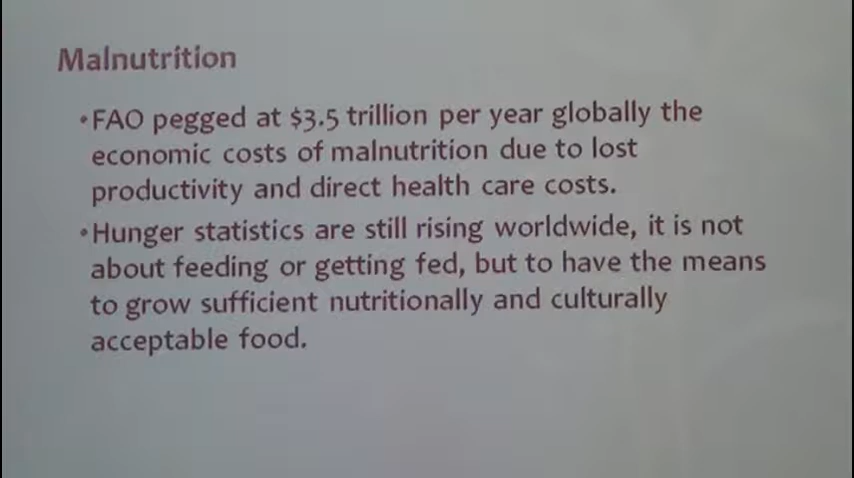 Malnutrition
•FAO pegged at $3.5 trillion per year globally the
economic costs of malnutrition due to lost
productivity and direct health care costs.
•Hunger statistics are still rising worldwide, it is not
about feeding or getting fed, but to have the means
to grow sufficient nutritionally and culturally
acceptable food.